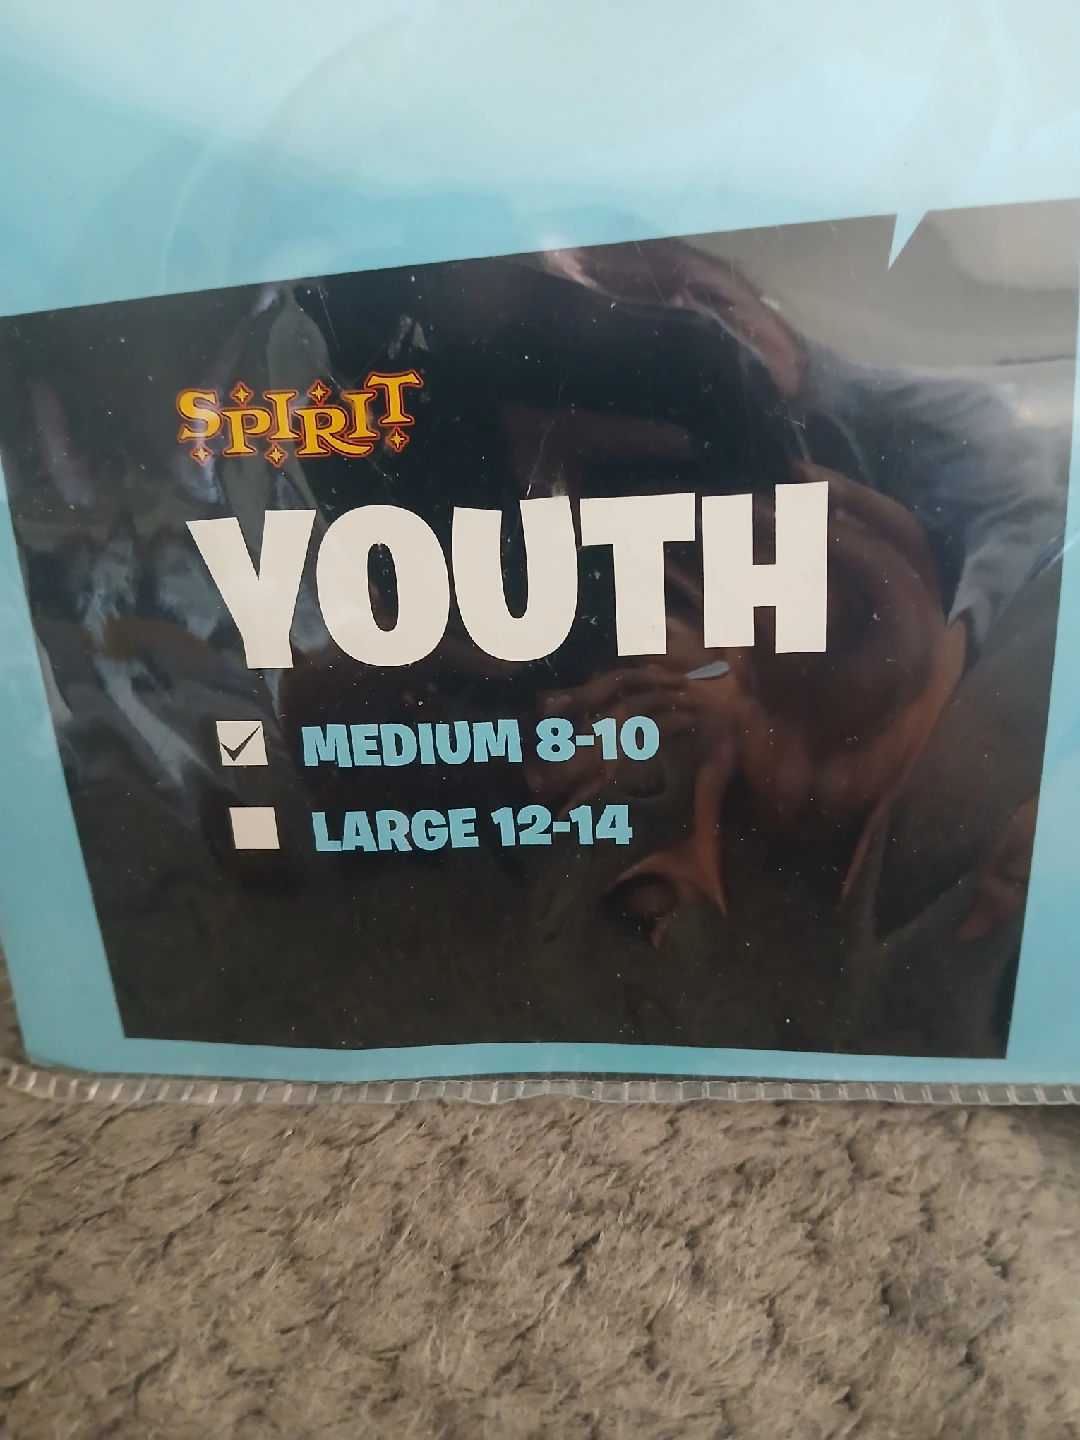 SPIRIT
YOUTH
MEDIUM 8-10
LARGE 12-14